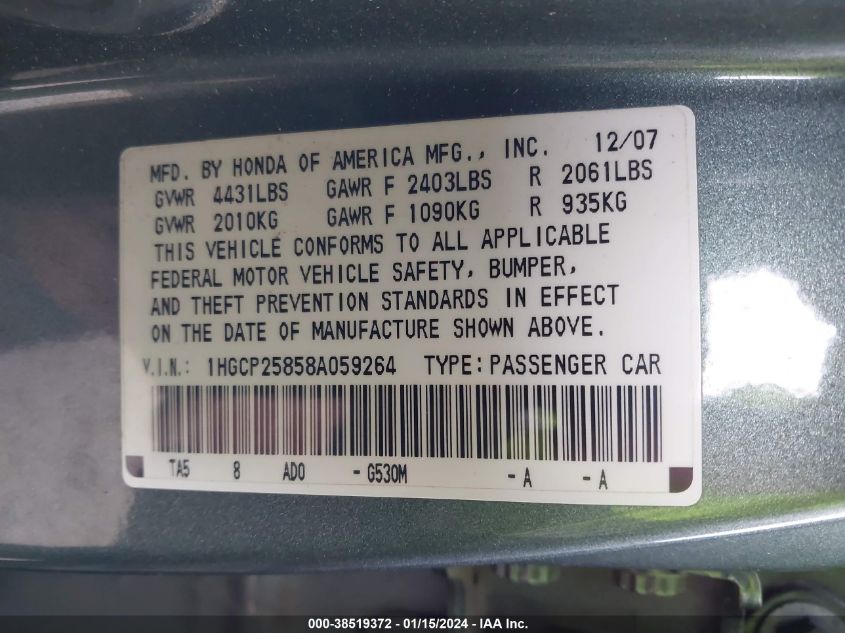 MFD. BY HONDA OF AMERICA MFG., INC. 12/07
GVWR 4431LBS GAWR F 2403LBS R 2061LBS
GVWR 2010KG GAWR F 1090KG R 935KG
THIS VEHICLE CONFORMS TO ALL APPLICABLE
FEDERAL MOTOR VEHICLE SAFETY, BUMPER,
AND THEFT PREVENTION STANDARDS IN EFFECT
ON THE DATE OF MANUFACTURE SHOWN ABOVE.
V.I.N.: 1HGCP25858A059264 TYPE:PASSENGER CAR
TA5 8 AD0 -G530M -A -A
000-38519372 - 01/15/2024 - IAA Inc.